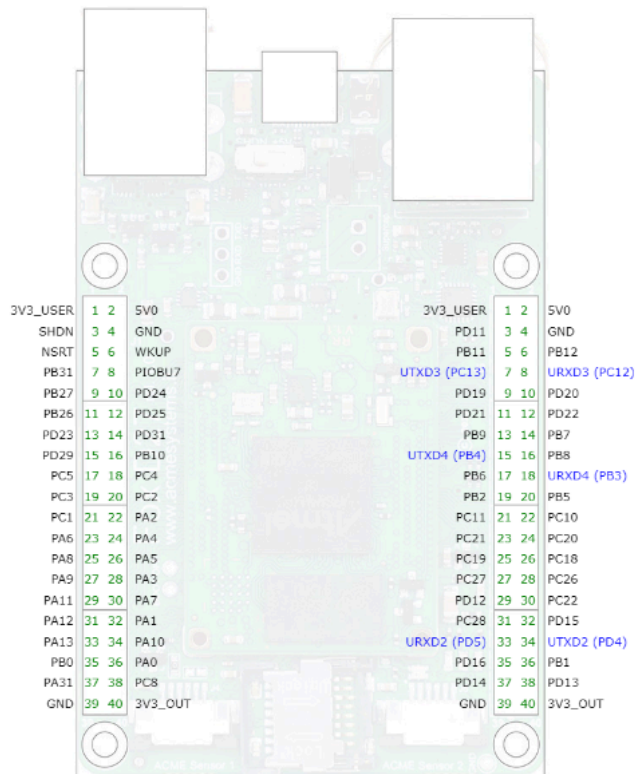 3V3_USER 1 2 5V0
SHDN 3 4 GND
NSRT 5 6 WKUP
PB31 7 8 PIOBU7
PB27 9 10 PD24
PB26 11 12 PD25
PD23 13 14 PD31
PD29 15 16 PB10
PC5 17 18 PC4
PC3 19 20 PC2
PC1 21 22 PA2
PA6 23 24 PA4
PA8 25 26 PA5
PA9 27 28 PA3
PA11 29 30 PA7
PA12 31 32 PA1
PA13 33 34 PA10
PB0 35 36 PA0
PA31 37 38 PC8
GND 39 40 3V3_OUT
3V3_USER 1 2 5V0
PD11 3 4 GND
PB11 5 6 PB12
UTXD3 (PC13) 7 8 URXD3 (PC12)
PD19 9 10 PD20
PD21 11 12 PD22
PB9 13 14 PB7
UTXD4 (PB4) 15 16 PB8
PB6 17 18 URXD4 (PB3)
PB2 19 20 PB5
PC11 21 22 PC10
PC21 23 24 PC20
PC19 25 26 PC18
PC27 27 28 PC26
PD12 29 30 PC22
PC28 31 32 PD15
URXD2 (PD5) 33 34 UTXD2 (PD4)
PD16 35 36 PB1
PD14 37 38 PD13
GND 39 40 3V3_OUT
Atmel
ACME Sensor 1
ACME Sensor 2